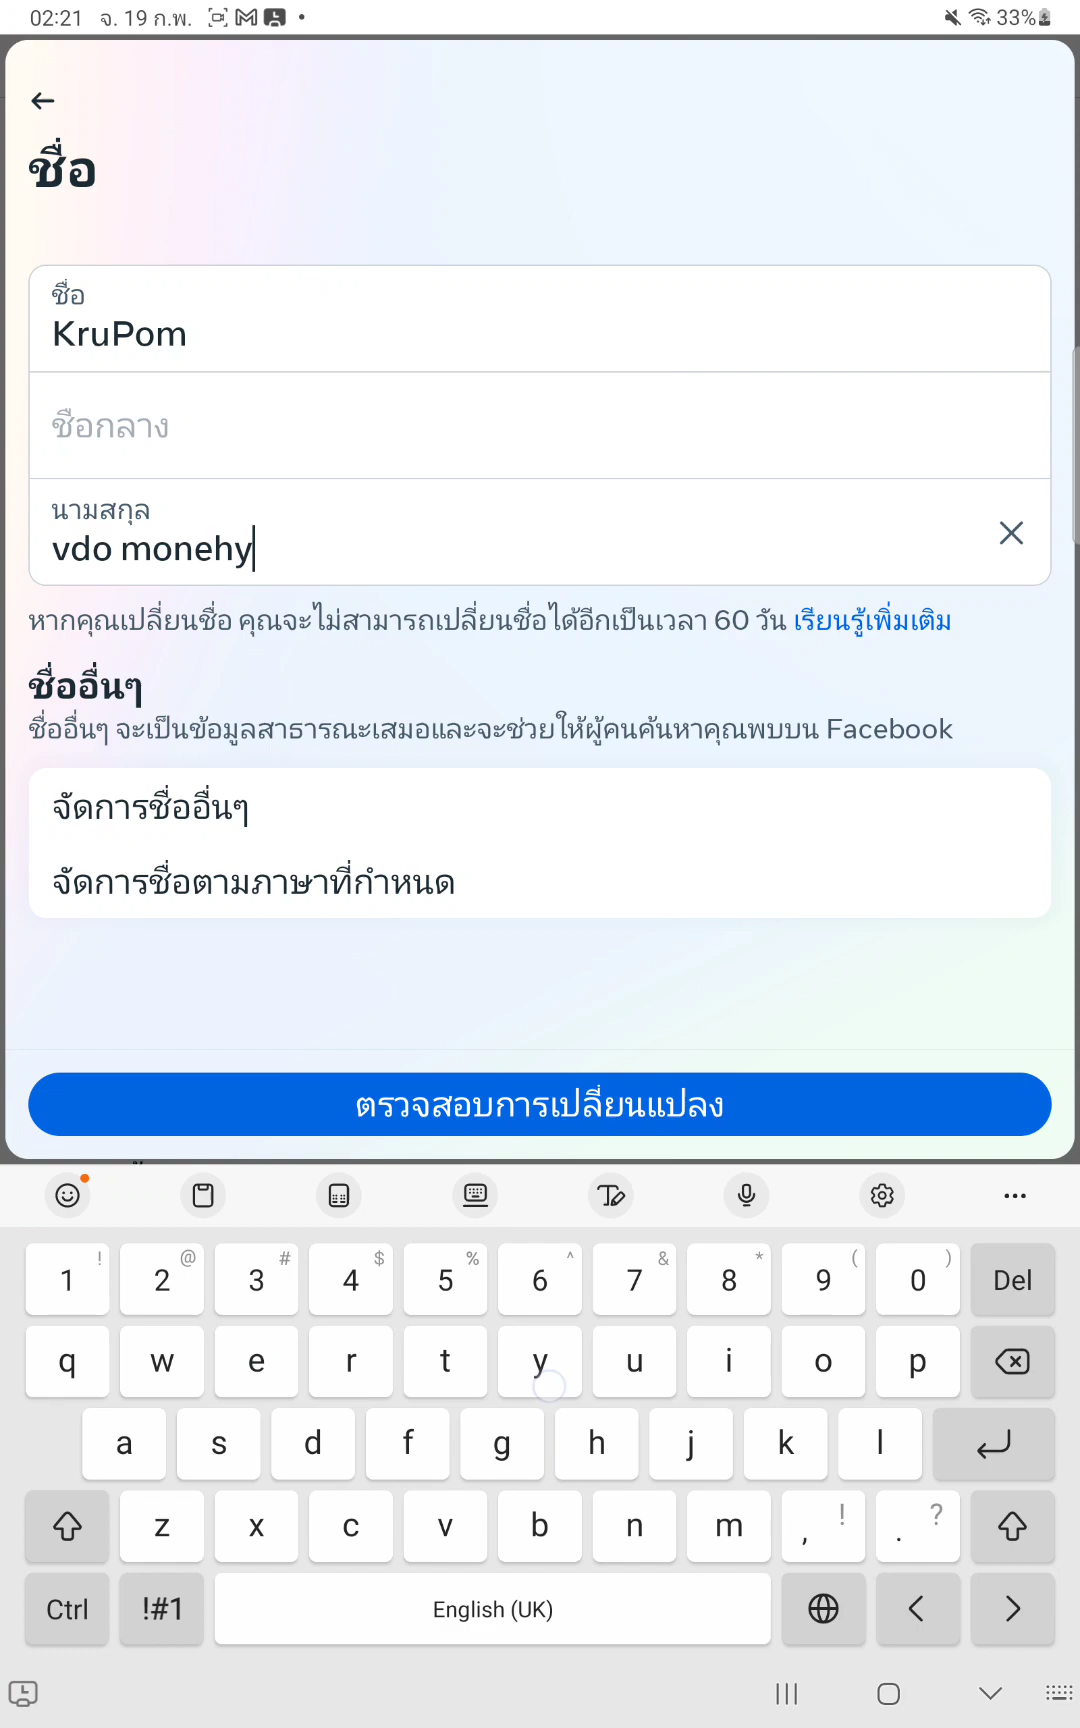 02:21 จ. 19 ก.พ. 33%
ชื่อ
ชื่อ
KruPom
ชื่อกลาง
นามสกุล
vdo monehy
หากคุณเปลี่ยนชื่อ คุณจะไม่สามารถเปลี่ยนชื่อได้อีกเป็นเวลา 60 วัน เรียนรู้เพิ่มเติม
ชื่ออื่นๆ
ชื่ออื่นๆ จะเป็นข้อมูลสาธารณะเสมอและจะช่วยให้ผู้คนค้นหาคุณพบบน Facebook
จัดการชื่ออื่นๆ
จัดการชื่อตามภาษาที่กำหนด
ตรวจสอบการเปลี่ยนแปลง
! @ # $ % ^ & * ( )
1 2 3 4 5 6 7 8 9 0 Del
q w e r t y u i o p
a s d f g h j k l
z x c v b n m , ! . ?
Ctrl !#1 English (UK) < >